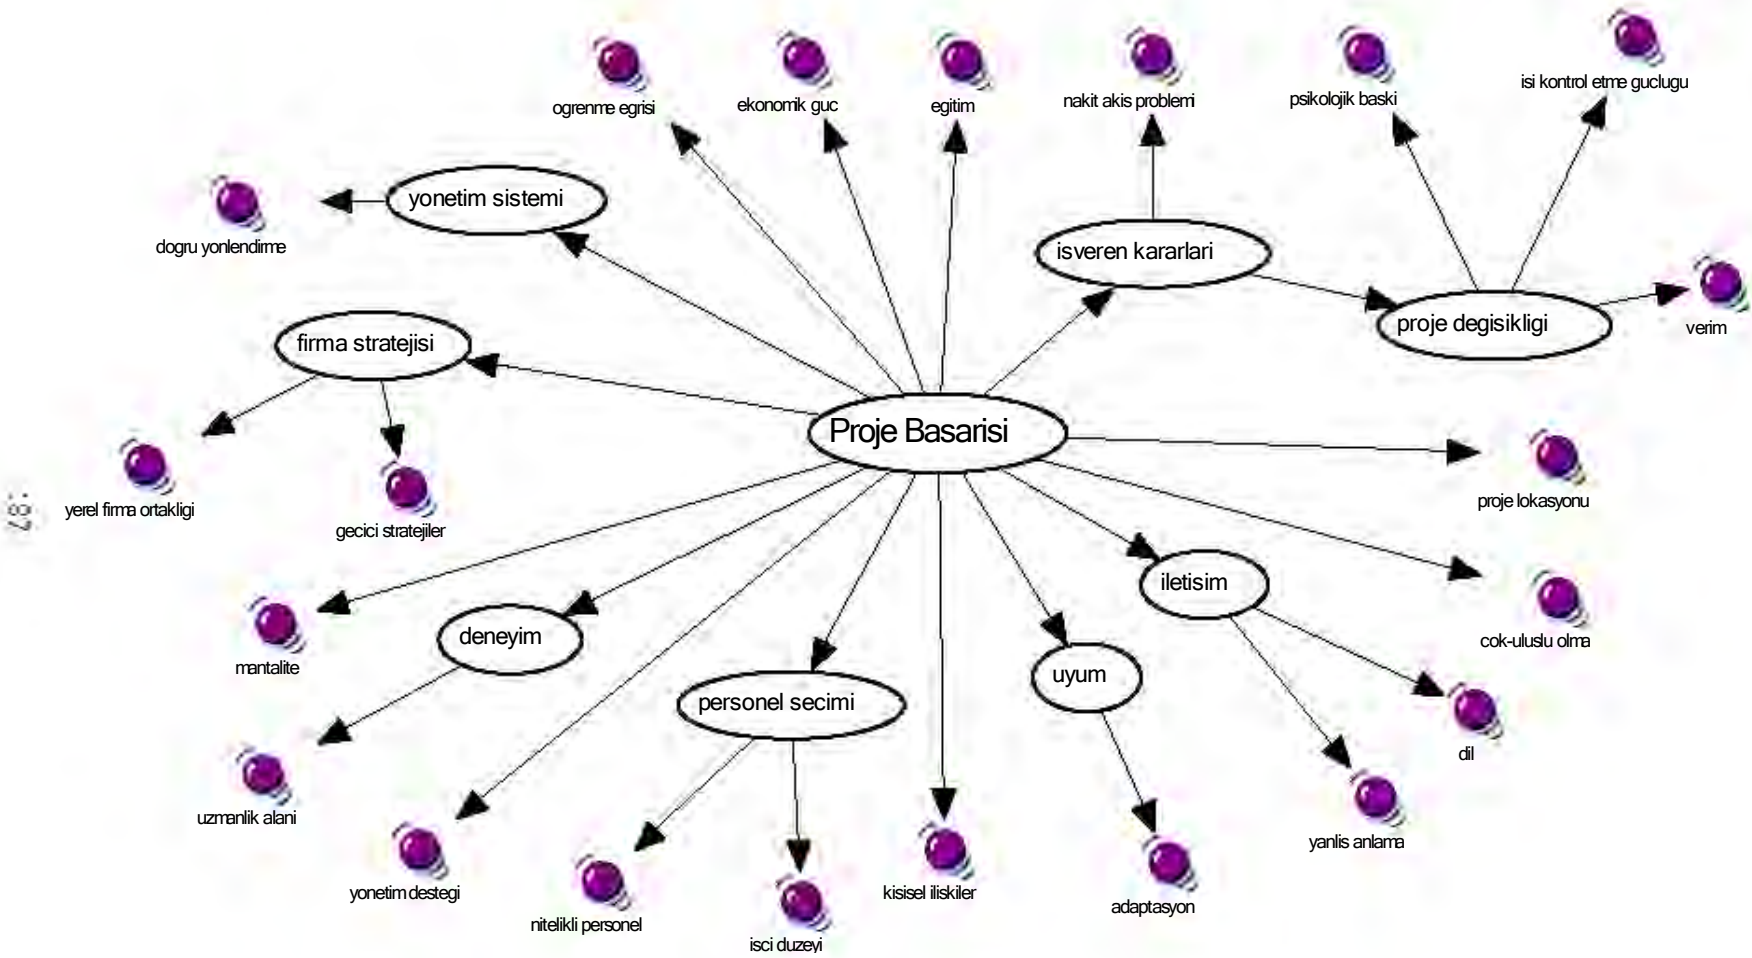 isi kontrol etme guclugu
ogrenme egrisi
ekonomik guc
egitim
nakit akis problemi
psikolojik baski
yonetim sistemi
dogru yonlendirme
isveren kararlari
proje degisikligi
verim
firma stratejisi
Proje Basarisi
yerel firma ortakligi
gecici stratejiler
proje lokasyonu
mantalite
deneyim
iletisim
cok-uluslu olma
personel secimi
uyum
dil
uzmanlik alani
yanlis anlama
yonetim destegi
nitelikli personel
isci duzeyi
kisisel iliskiler
adaptasyon
87